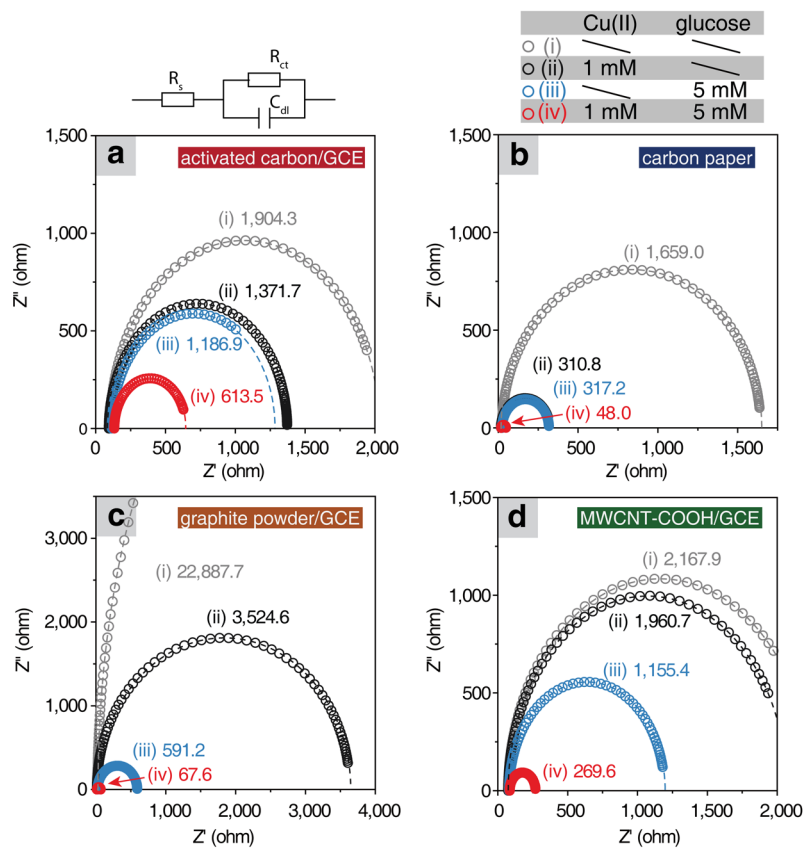 Cu(II) glucose
(i)
(ii) 1 mM
(iii) 5 mM
(iv) 1 mM 5 mM
Rs
Rct
Cdl
a
activated carbon/GCE
1,500
1,000
500
0
Z" (ohm)
(i) 1,904.3
(ii) 1,371.7
(iii) 1,186.9
(iv) 613.5
0 500 1,000 1,500 2,000
Z' (ohm)
b
carbon paper
1,500
1,000
500
0
Z" (ohm)
(i) 1,659.0
(ii) 310.8
(iii) 317.2
(iv) 48.0
0 500 1,000 1,500
Z' (ohm)
c
graphite powder/GCE
3,000
2,000
1,000
0
Z" (ohm)
(i) 22,887.7
(ii) 3,524.6
(iii) 591.2
(iv) 67.6
0 1,000 2,000 3,000 4,000
Z' (ohm)
d
MWCNT-COOH/GCE
1,500
1,000
500
0
Z" (ohm)
(i) 2,167.9
(ii) 1,960.7
(iii) 1,155.4
(iv) 269.6
0 500 1,000 1,500 2,000
Z' (ohm)